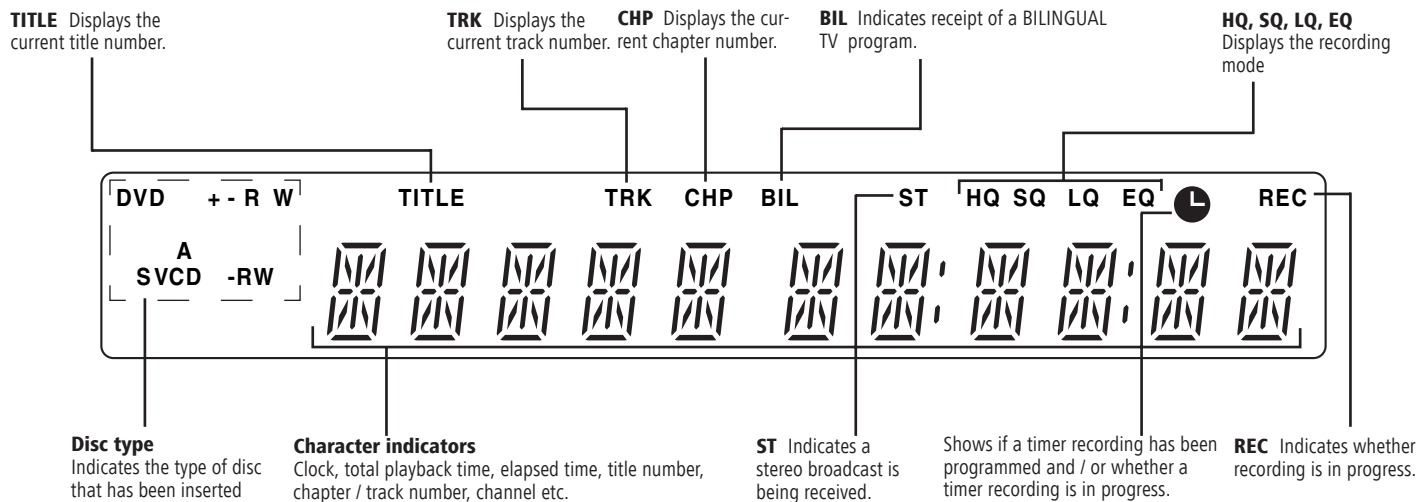 TITLE Displays the
current title number.
TRK Displays the
current track number.
CHP Displays the cur-
rent chapter number.
BIL Indicates receipt of a BILINGUAL
TV program.
HQ, SQ, LQ, EQ
Displays the recording
mode
DVD + - R W TITLE TRK CHP BIL ST HQ SQ LQ EQ REC
A
SVCD -RW
Disc type
Indicates the type of disc
that has been inserted
Character indicators
Clock, total playback time, elapsed time, title number,
chapter / track number, channel etc.
ST Indicates a
stereo broadcast is
being received.
Shows if a timer recording has been
programmed and / or whether a
timer recording is in progress.
REC Indicates whether
recording is in progress.